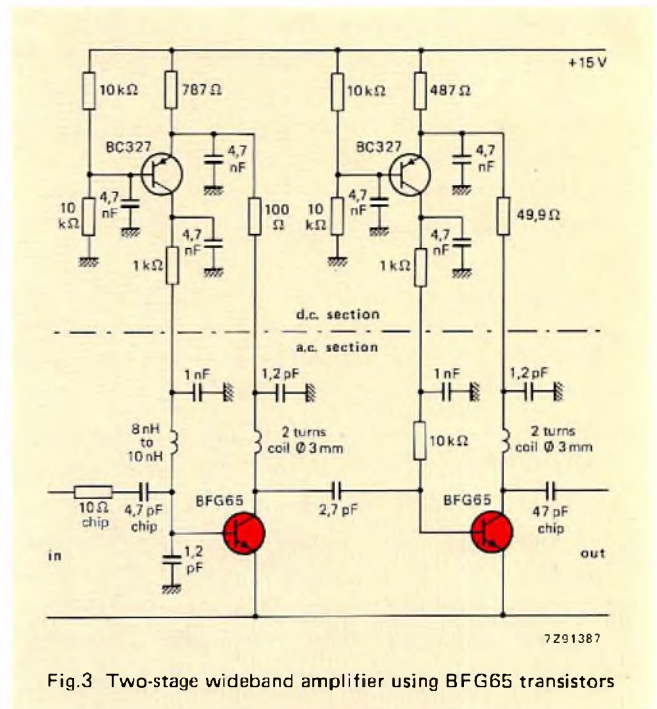 +15 V
10 kΩ
787 Ω
10 kΩ
487 Ω
BC327
4,7
nF
BC327
4,7
nF
10
kΩ
4,7
nF
100
Ω
10
kΩ
4,7
nF
49,9 Ω
4,7
nF
1 kΩ
4,7
nF
1 kΩ
d.c. section
a.c. section
1 nF
1,2 pF
1 nF
1,2 pF
8 nH
to
10 nH
2 turns
coil Ø 3 mm
10 kΩ
2 turns
coil Ø 3 mm
10 Ω
chip
4,7 pF
chip
BFG65
2,7 pF
BFG65
47 pF
chip
in
1,2
pF
out
7Z91387
Fig.3 Two-stage wideband amplifier using BFG65 transistors